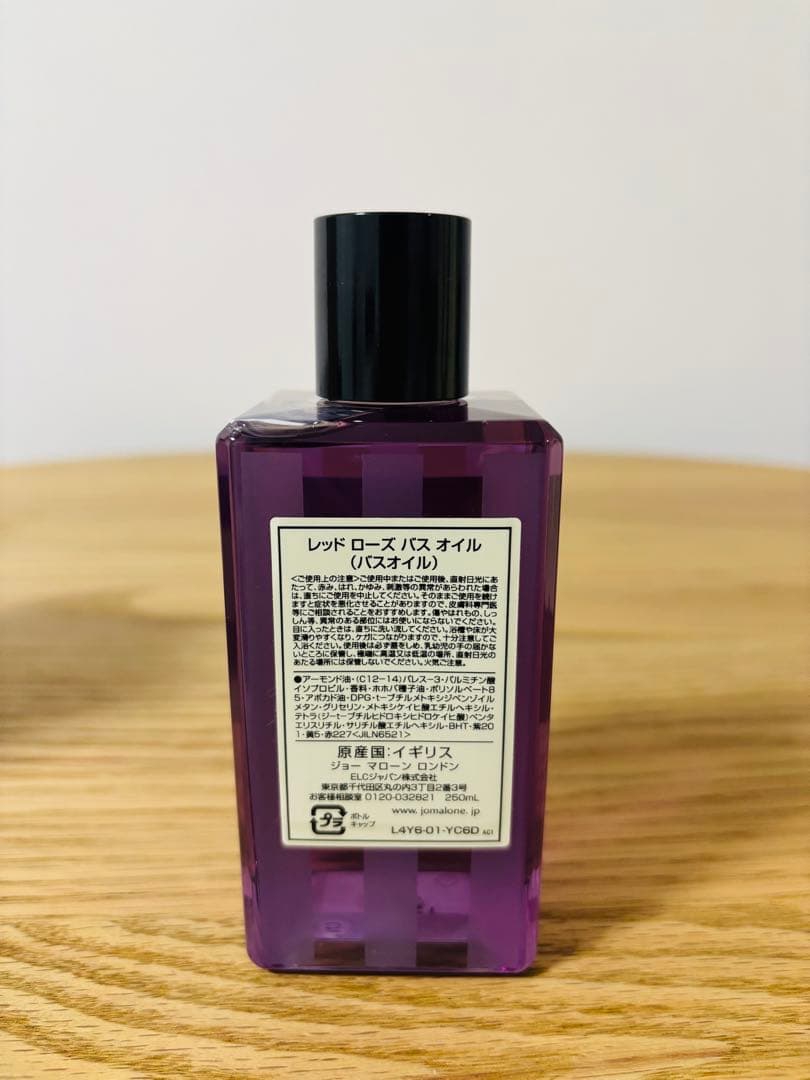 レッド ローズ バス オイル
(バスオイル)
<ご使用上の注意>ご使用中またはご使用後、直射日光にあ
たって、赤み、はれ、かゆみ、刺激等の異常があらわれた場合
は、直ちにご使用を中止してください。そのままご使用を続け
ますと症状を悪化させることがありますので、皮膚科専門医
等にご相談されることをおすすめします。傷やはれもの、しっ
しん等、異常のある部位にはお使いにならないでください。
目に入ったときは、直ちに洗い流してください。浴槽や床が大
変滑りやすくなり、ケガにつながりますので、十分注意してご
入浴ください。使用後は必ず蓋をしめ、乳幼児の手の届かな
いところに保管し、極端に高温又は低温の場所、直射日光の
あたる場所には保管しないでください。火気ご注意。
●アーモンド油・(C12-14)パレス-3・パルミチン酸
イソプロピル・香料・ホホバ種子油・ポリソルベート8
5・アボカド油・DPG・t-ブチルメトキシジベンゾイル
メタン・グリセリン・メトキシケイヒ酸エチルヘキシル・
テトラ(ジ-t-ブチルヒドロキシヒドロケイヒ酸)ペンタ
エリスリチル・サリチル酸エチルヘキシル・BHT・紫20
1・黄5・赤227<JILN6521>
原産国:イギリス
ジョー マローン ロンドン
ELCジャパン株式会社
東京都千代田区丸の内3丁目2番3号
お客様相談室 0120-032821 250mL
www.jomalone.jp
プラ ボトル
キャップ
L4Y6-01-YC6D AG1